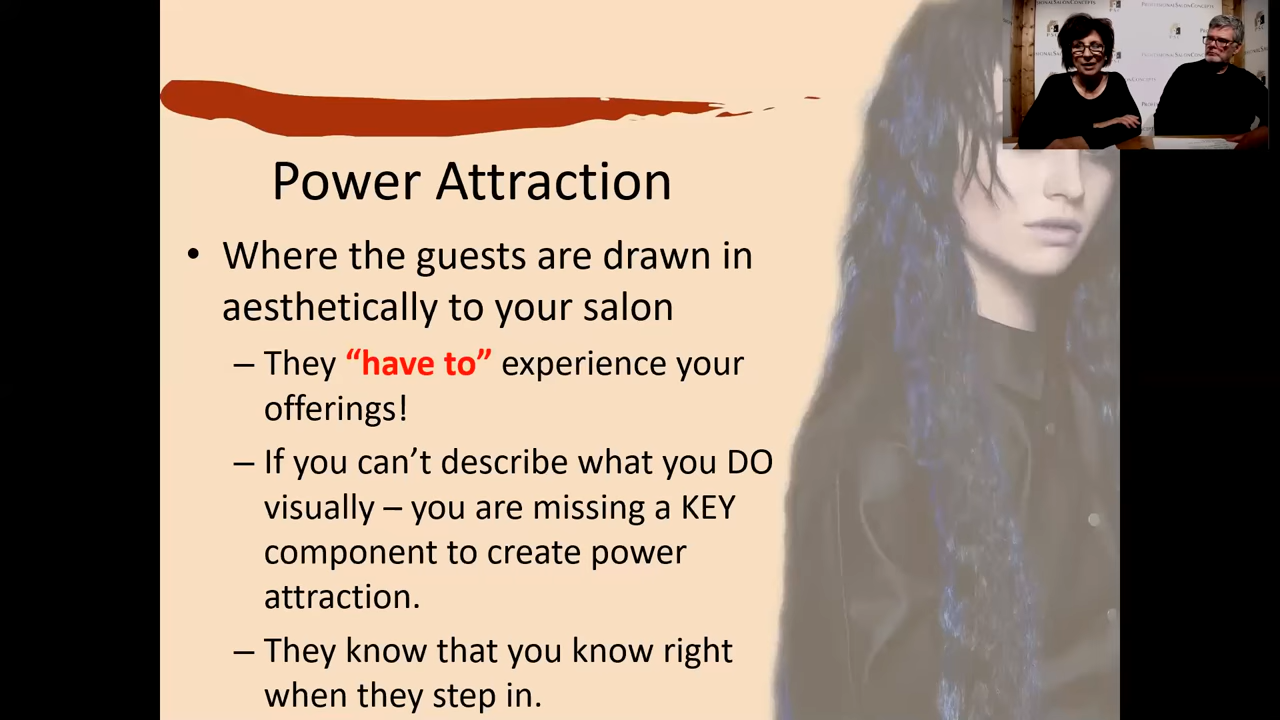 PROFESSIONALSALONCONCEPTS
Power Attraction
• Where the guests are drawn in
aesthetically to your salon
– They “have to” experience your
offerings!
– If you can’t describe what you DO
visually – you are missing a KEY
component to create power
attraction.
– They know that you know right
when they step in.